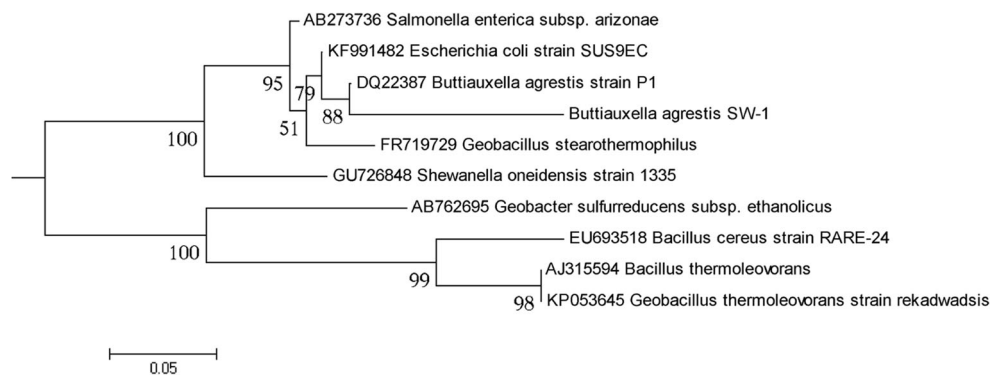 AB273736 Salmonella enterica subsp. arizonae
KF991482 Escherichia coli strain SUS9EC
95
79
DQ22387 Buttiauxella agrestis strain P1
88
Buttiauxella agrestis SW-1
51
100
FR719729 Geobacillus stearothermophilus
GU726848 Shewanella oneidensis strain 1335
AB762695 Geobacter sulfurreducens subsp. ethanolicus
100
EU693518 Bacillus cereus strain RARE-24
99
AJ315594 Bacillus thermoleovorans
98
KP053645 Geobacillus thermoleovorans strain rekadwadsis
0.05